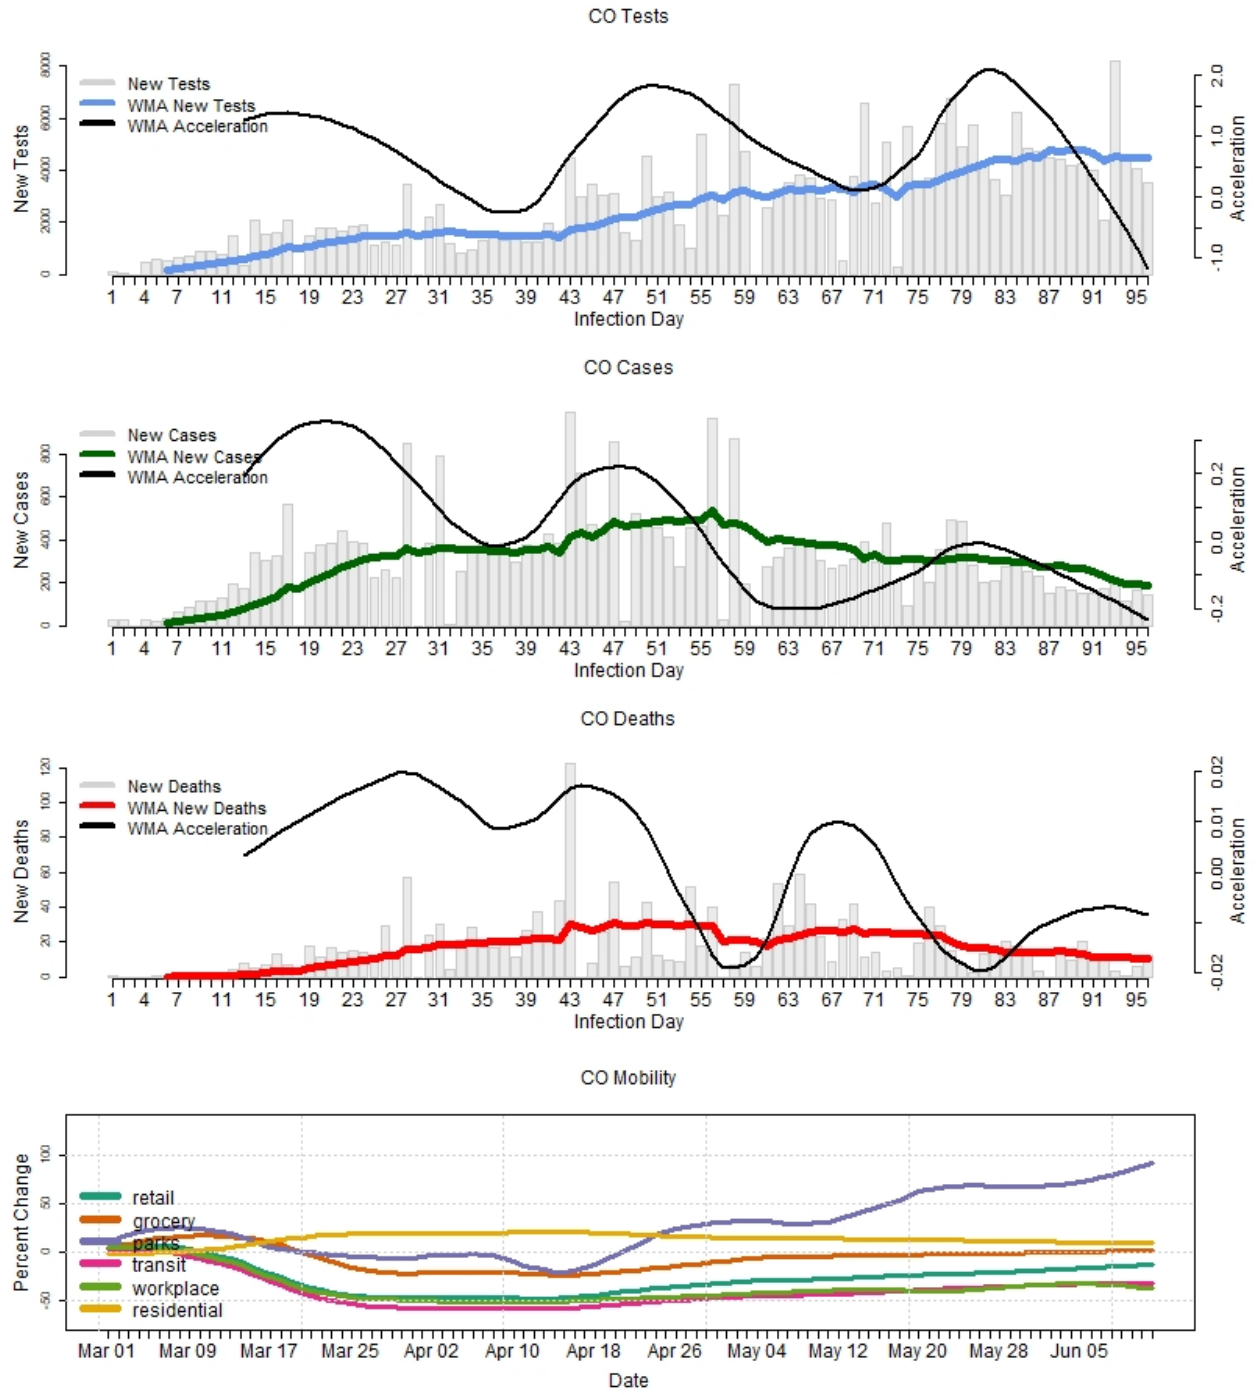 CO Tests
New Tests
WMA New Tests
WMA Acceleration
New Tests
0 2000 4000 6000 8000
Acceleration
-1.0 0.0 1.0 2.0
1 4 7 11 15 19 23 27 31 35 39 43 47 51 55 59 63 67 71 75 79 83 87 91 95
Infection Day
CO Cases
New Cases
WMA New Cases
WMA Acceleration
New Cases
0 200 400 600 800
Acceleration
-0.2 0.0 0.2
1 4 7 11 15 19 23 27 31 35 39 43 47 51 55 59 63 67 71 75 79 83 87 91 95
Infection Day
CO Deaths
New Deaths
WMA New Deaths
WMA Acceleration
New Deaths
0 20 40 60 80 100 120
Acceleration
-0.02 0.00 0.01 0.02
1 4 7 11 15 19 23 27 31 35 39 43 47 51 55 59 63 67 71 75 79 83 87 91 95
Infection Day
CO Mobility
Percent Change
-50 0 50 100
retail
grocery
parks
transit
workplace
residential
Mar 01 Mar 09 Mar 17 Mar 25 Apr 02 Apr 10 Apr 18 Apr 26 May 04 May 12 May 20 May 28 Jun 05
Date